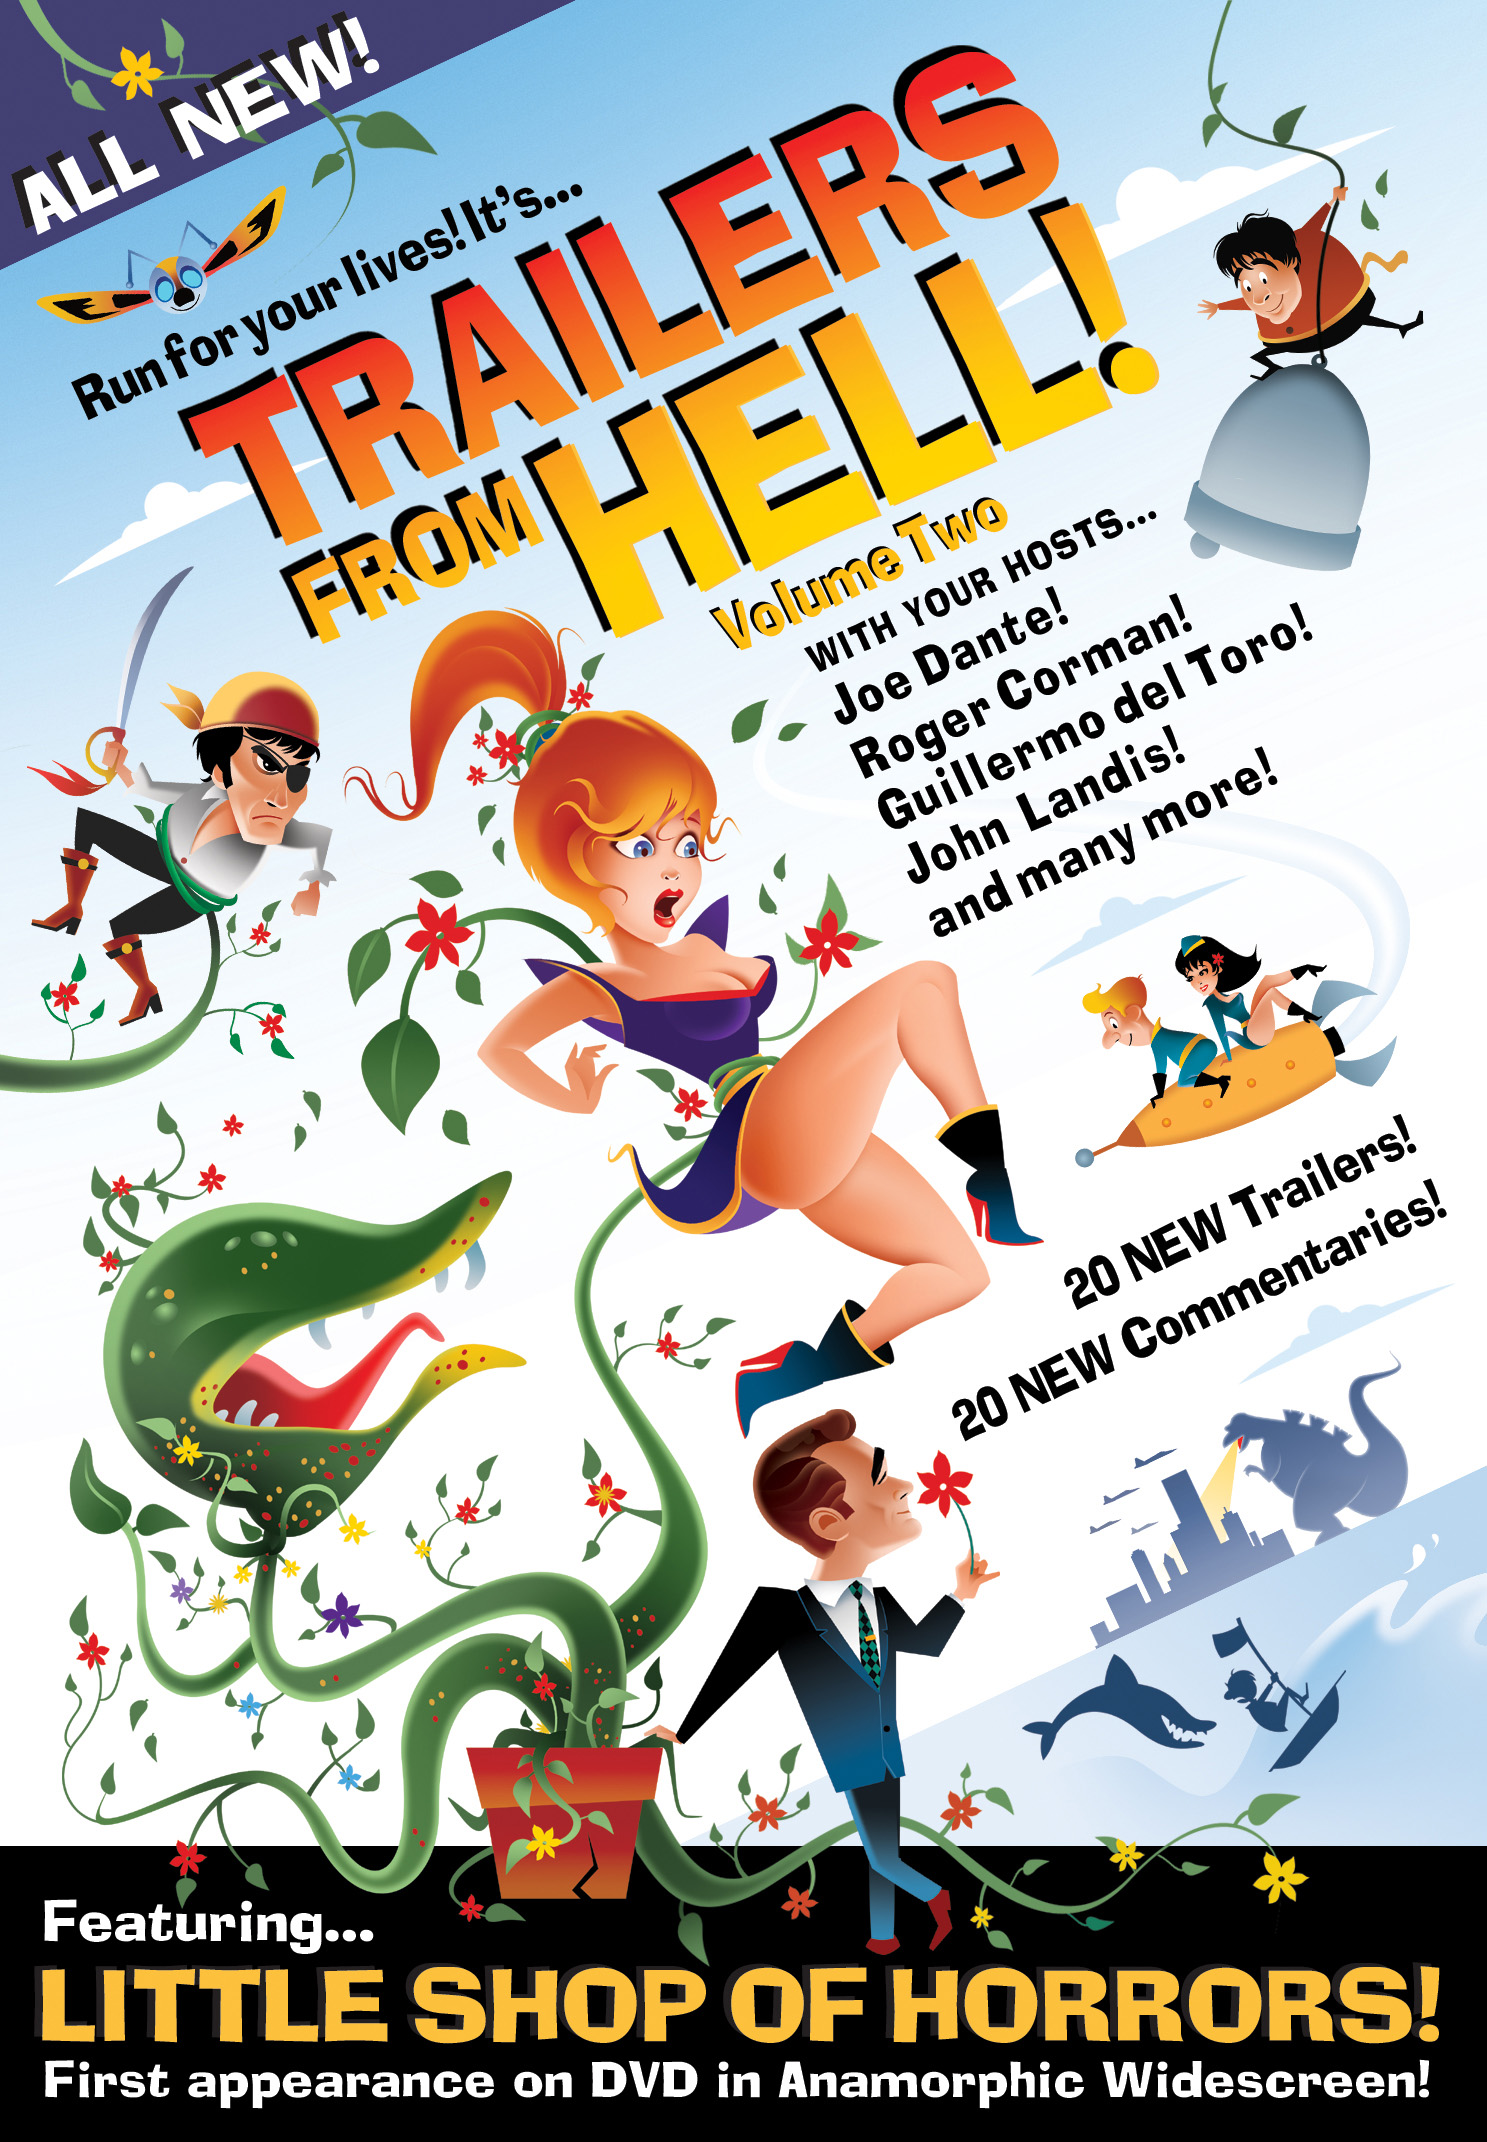 ALL NEW!
Run for your lives! It's...
TRAILERS
FROM HELL!
Volume Two
WITH YOUR HOSTS...
Joe Dante!
Roger Corman!
Guillermo del Toro!
John Landis!
and many more!
20 NEW Trailers!
20 NEW Commentaries!
Featuring...
LITTLE SHOP OF HORRORS!
First appearance on DVD in Anamorphic Widescreen!